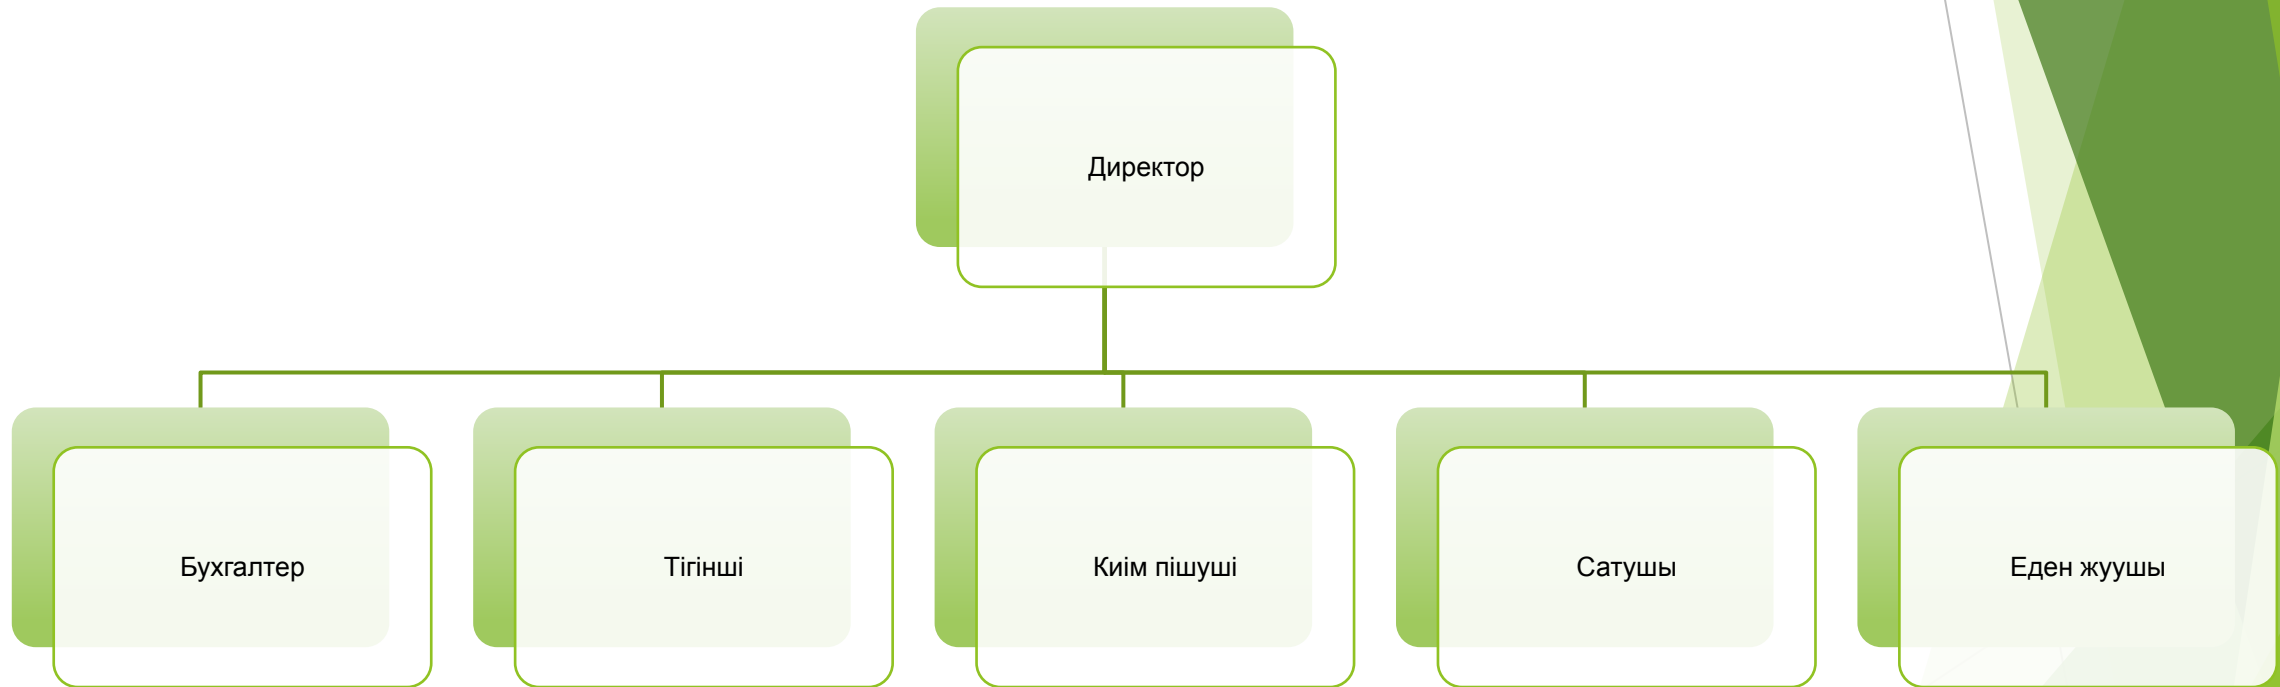 Директор
Бухгалтер
Тігінші
Киім пішуші
Сатушы
Еден жуушы